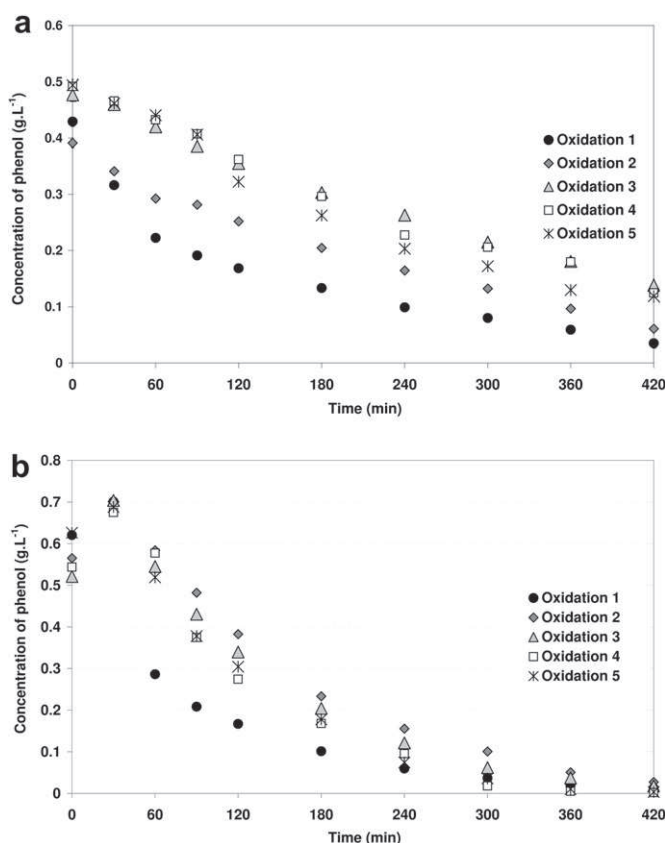 a
0.6
0.5
0.4
0.3
0.2
0.1
0
Concentration of phenol (g.L⁻¹)
Oxidation 1
Oxidation 2
Oxidation 3
Oxidation 4
Oxidation 5
0 60 120 180 240 300 360 420
Time (min)
b
0.8
0.7
0.6
0.5
0.4
0.3
0.2
0.1
0
Concentration of phenol (g.L⁻¹)
Oxidation 1
Oxidation 2
Oxidation 3
Oxidation 4
Oxidation 5
0 60 120 180 240 300 360 420
Time (min)